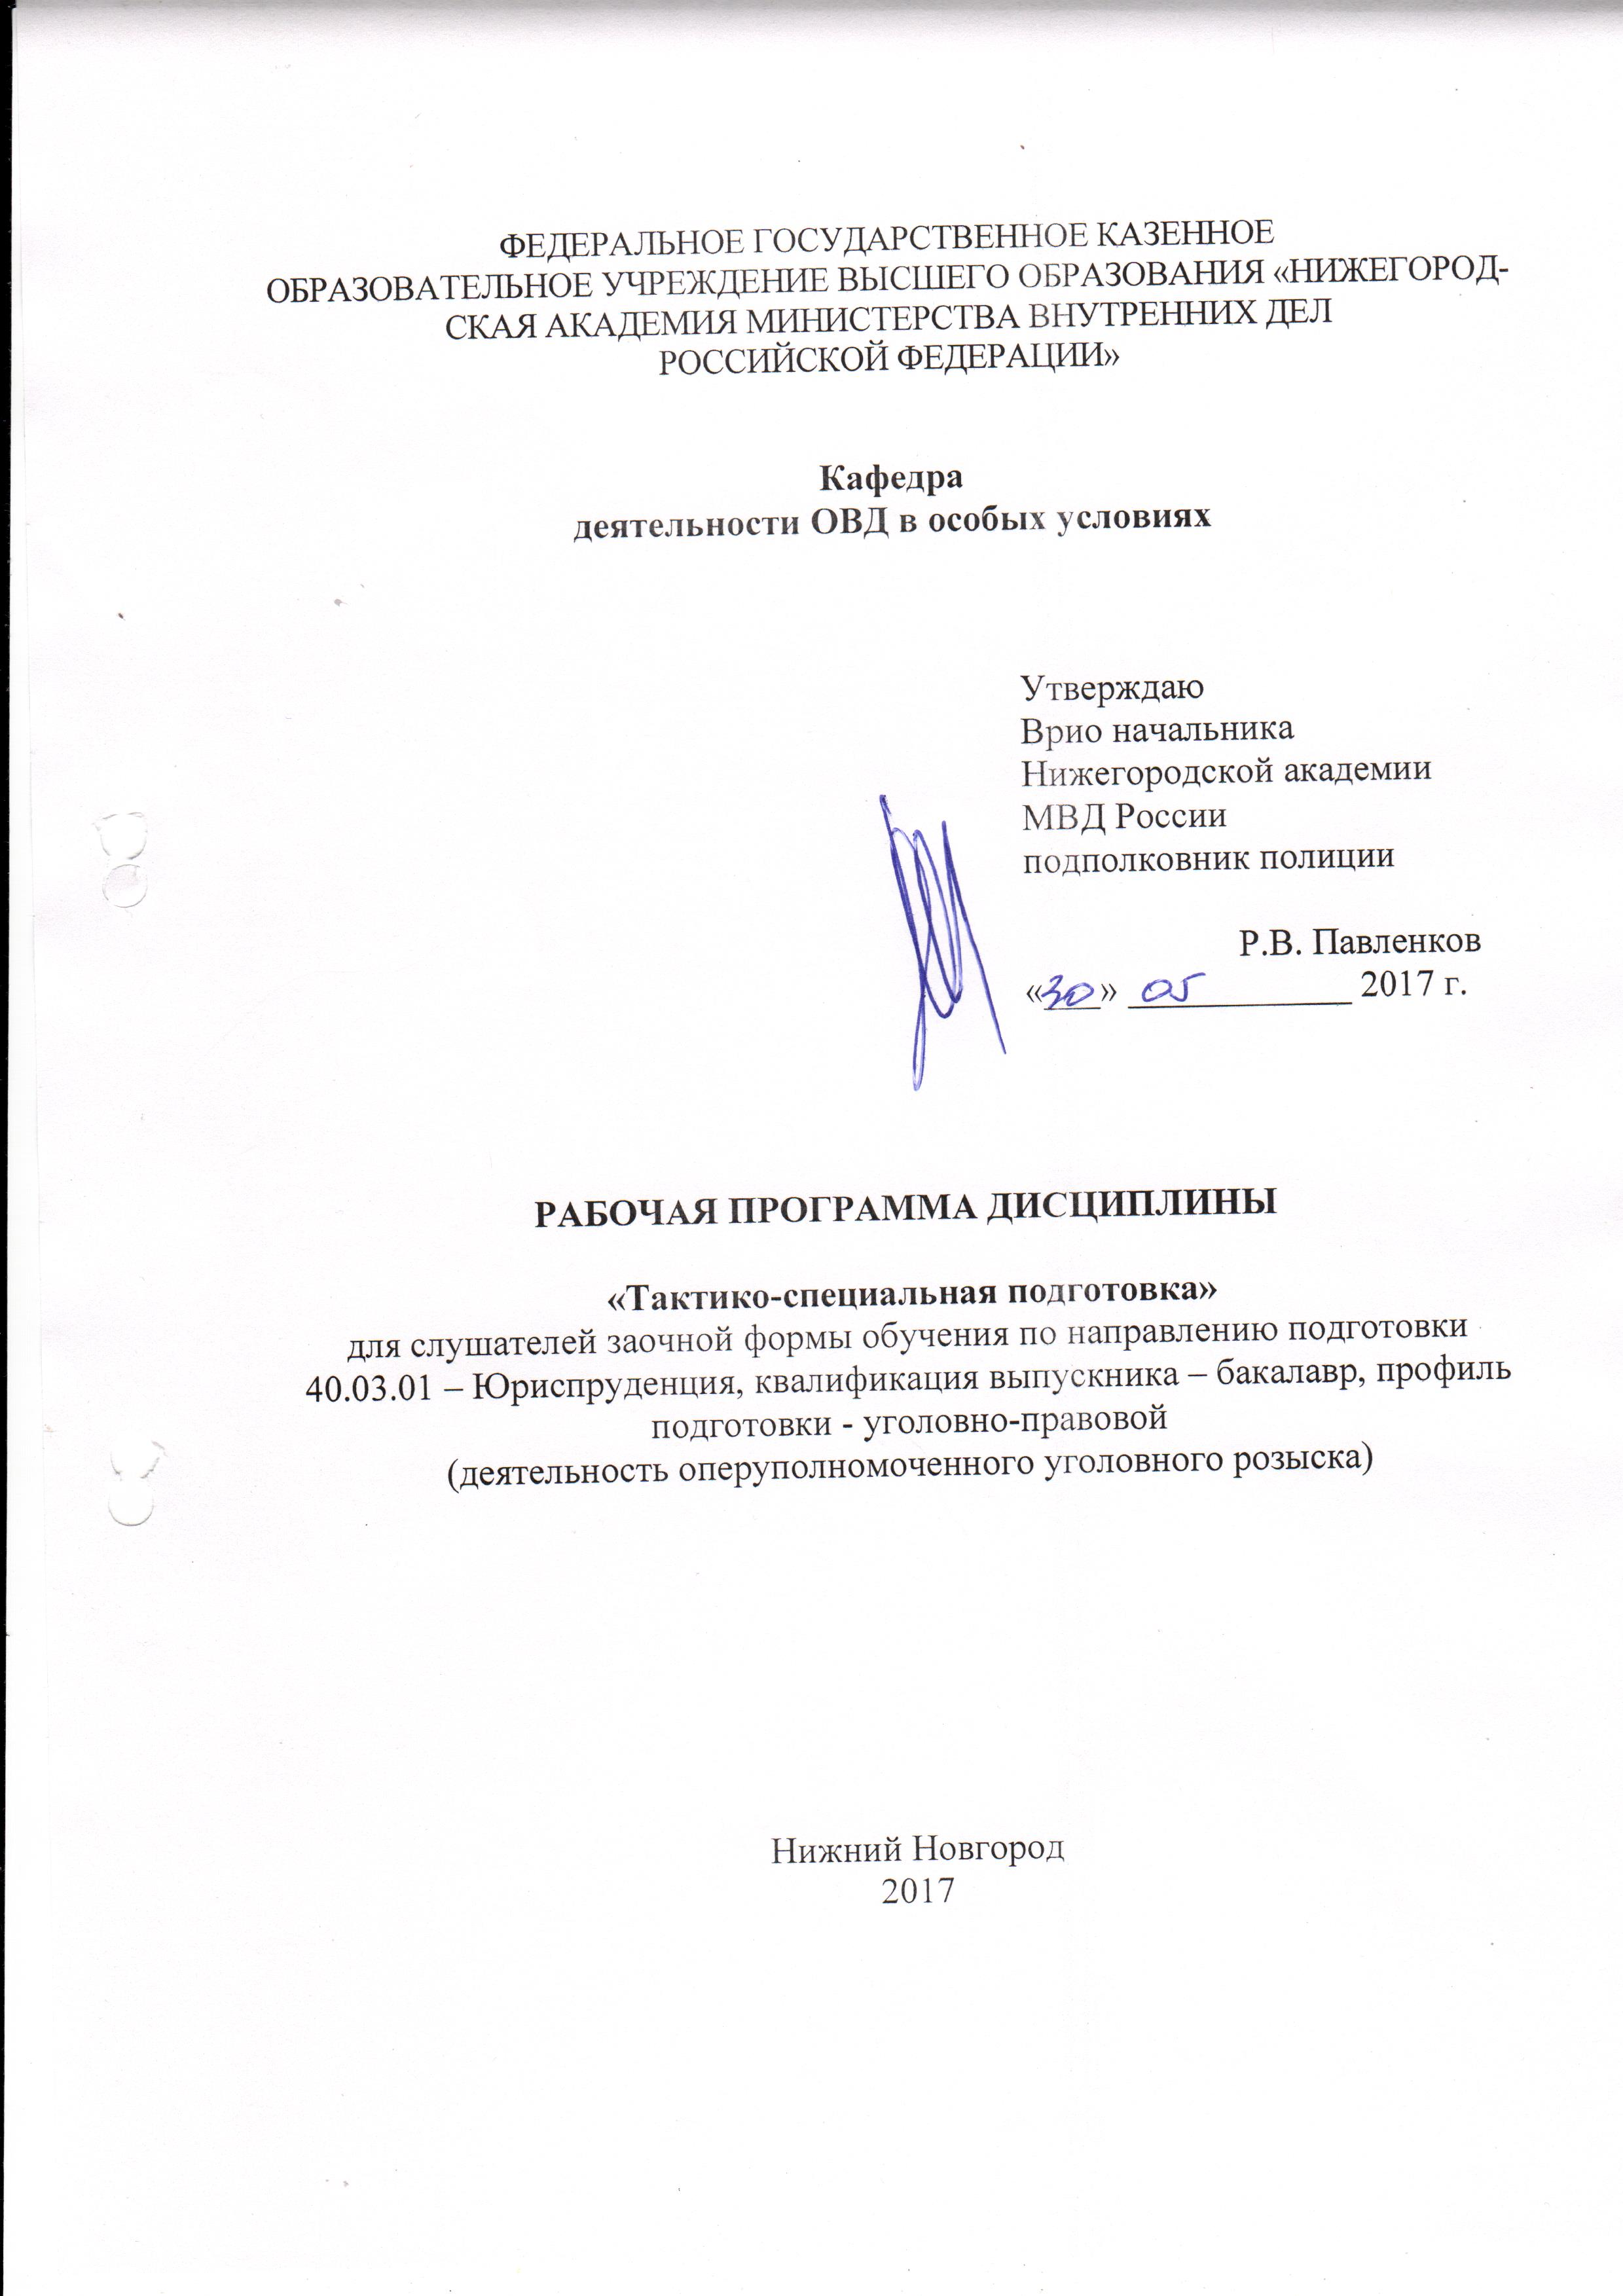 ФЕДЕРАЛЬНОЕ ГОСУДАРСТВЕННОЕ КАЗЕННОЕ
ОБРАЗОВАТЕЛЬНОЕ УЧРЕЖДЕНИЕ ВЫСШЕГО ОБРАЗОВАНИЯ «НИЖЕГОРОД-
СКАЯ АКАДЕМИЯ МИНИСТЕРСТВА ВНУТРЕННИХ ДЕЛ
РОССИЙСКОЙ ФЕДЕРАЦИИ»
Кафедра
деятельности ОВД в особых условиях
Утверждаю
Врио начальника
Нижегородской академии
МВД России
подполковник полиции
Р.В. Павленков
«30» 05 2017 г.
РАБОЧАЯ ПРОГРАММА ДИСЦИПЛИНЫ
«Тактико-специальная подготовка»
для слушателей заочной формы обучения по направлению подготовки
40.03.01 – Юриспруденция, квалификация выпускника – бакалавр, профиль
подготовки - уголовно-правовой
(деятельность оперуполномоченного уголовного розыска)
Нижний Новгород
2017